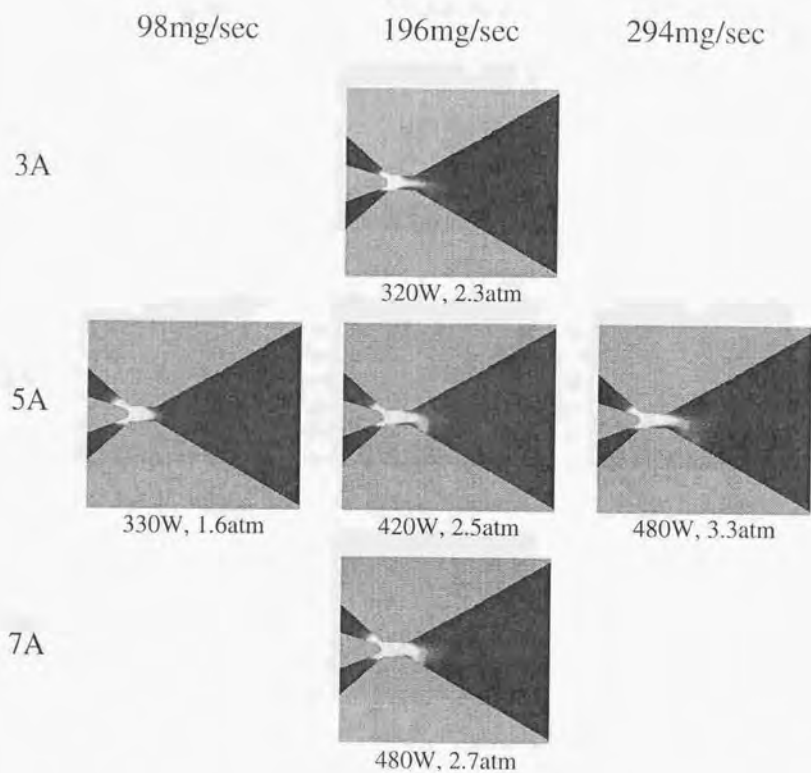 98mg/sec 196mg/sec 294mg/sec
3A
320W, 2.3atm
5A
330W, 1.6atm 420W, 2.5atm 480W, 3.3atm
7A
480W, 2.7atm